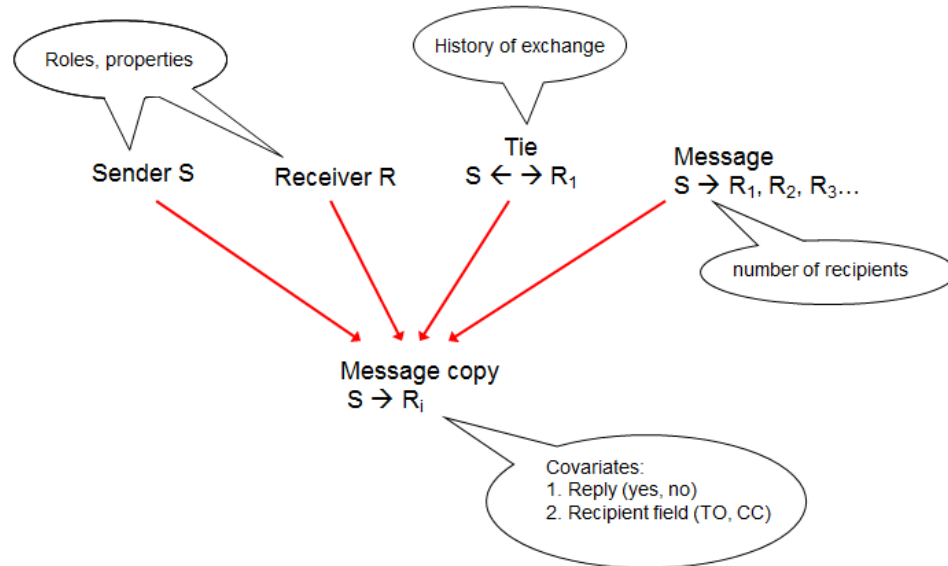 Roles, properties
History of exchange
Sender S
Receiver R
Tie
S ← → R₁
Message
S → R₁, R₂, R₃…
number of recipients
Message copy
S → Rᵢ
Covariates:
1. Reply (yes, no)
2. Recipient field (TO, CC)